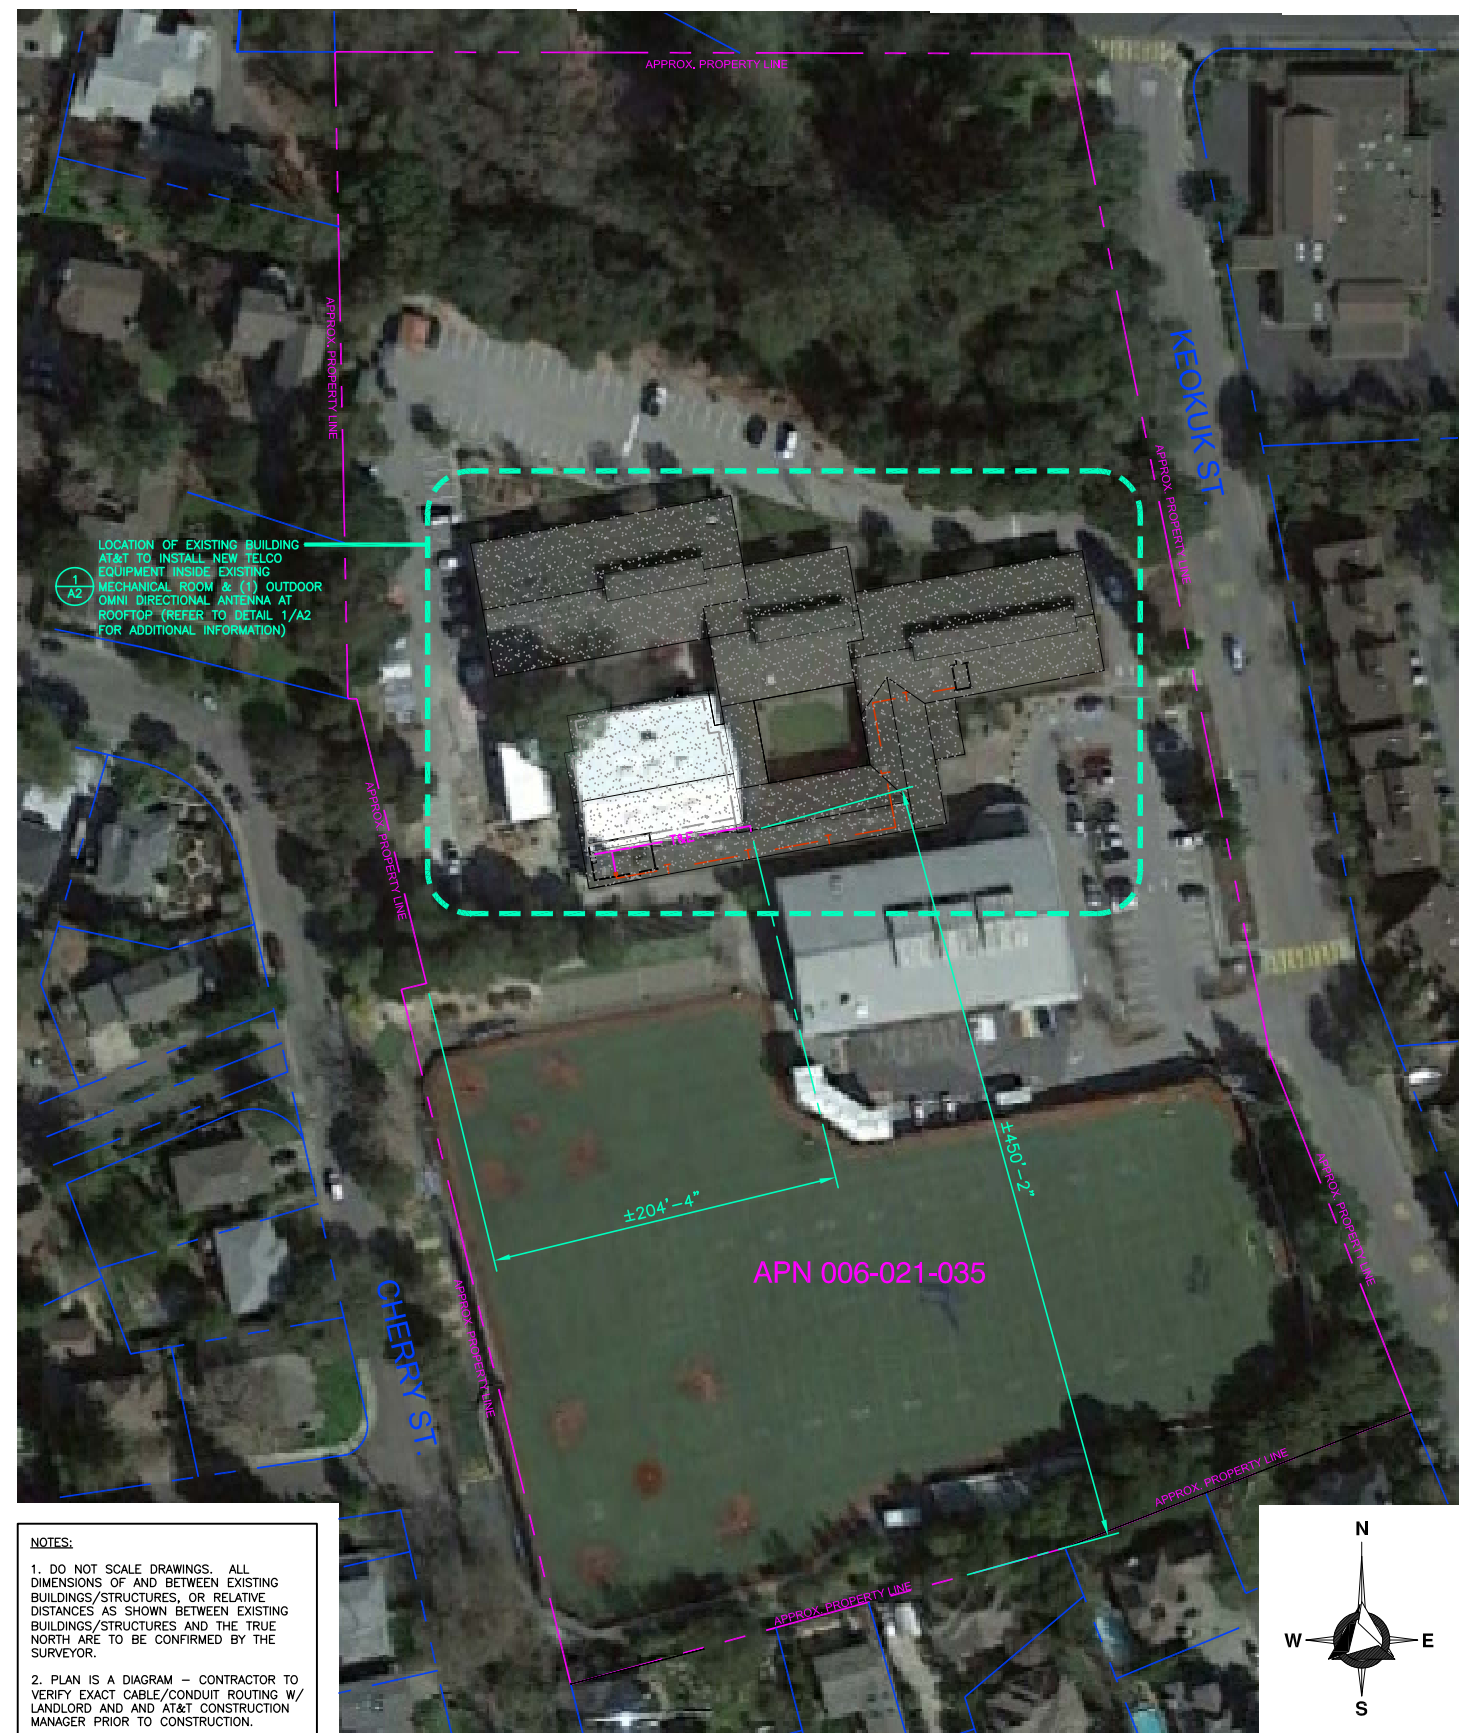 APPROX. PROPERTY LINE
KEOKUK ST.
APPROX. PROPERTY LINE
APPROX. PROPERTY LINE
LOCATION OF EXISTING BUILDING
AT&T TO INSTALL NEW TELCO
EQUIPMENT INSIDE EXISTING
MECHANICAL ROOM & (1) OUTDOOR
OMNI DIRECTIONAL ANTENNA AT
ROOFTOP (REFER TO DETAIL 1/A2
FOR ADDITIONAL INFORMATION)
1
A2
APPROX. PROPERTY LINE
±450'-2"
±204'-4"
APN 006-021-035
APPROX. PROPERTY LINE
APPROX. PROPERTY LINE
CHERRY ST.
APPROX. PROPERTY LINE
APPROX. PROPERTY LINE
NOTES:
1. DO NOT SCALE DRAWINGS. ALL
DIMENSIONS OF AND BETWEEN EXISTING
BUILDINGS/STRUCTURES, OR RELATIVE
DISTANCES AS SHOWN BETWEEN EXISTING
BUILDINGS/STRUCTURES AND THE TRUE
NORTH ARE TO BE CONFIRMED BY THE
SURVEYOR.
2. PLAN IS A DIAGRAM – CONTRACTOR TO
VERIFY EXACT CABLE/CONDUIT ROUTING W/
LANDLORD AND AND AT&T CONSTRUCTION
MANAGER PRIOR TO CONSTRUCTION.
N
W
E
S